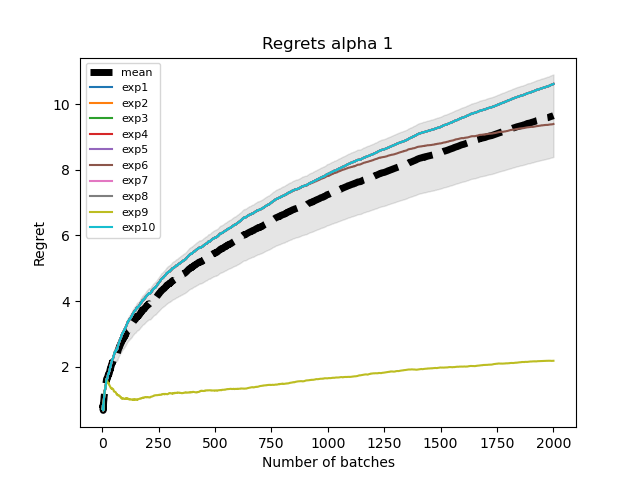 Regrets alpha 1
mean
exp1
exp2
exp3
exp4
exp5
exp6
exp7
exp8
exp9
exp10
10
8
6
4
2
Regret
0 250 500 750 1000 1250 1500 1750 2000
Number of batches